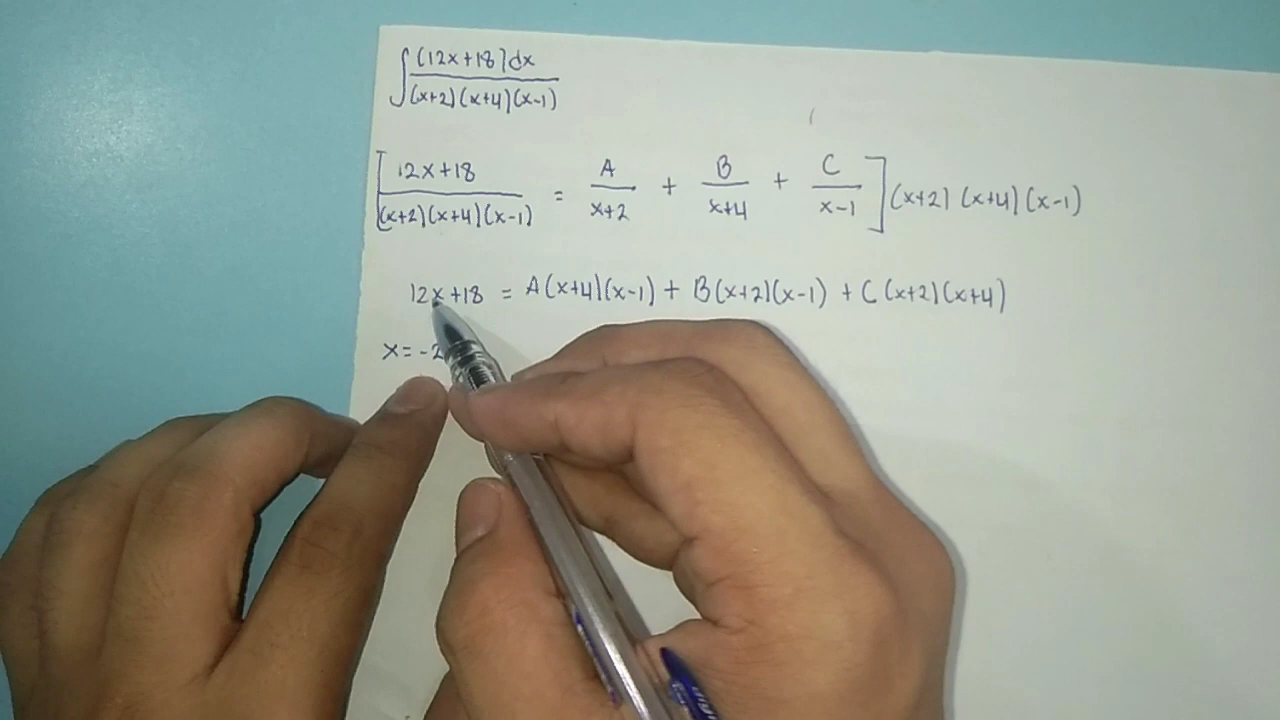 ∫ (12x+18)dx / (x+2)(x+4)(x-1)
[ 12x+18 / (x+2)(x+4)(x-1) = A / x+2 + B / x+4 + C / x-1 ] (x+2) (x+4) (x-1)
12x+18 = A(x+4)(x-1) + B(x+2)(x-1) + C(x+2)(x+4)
x=-2